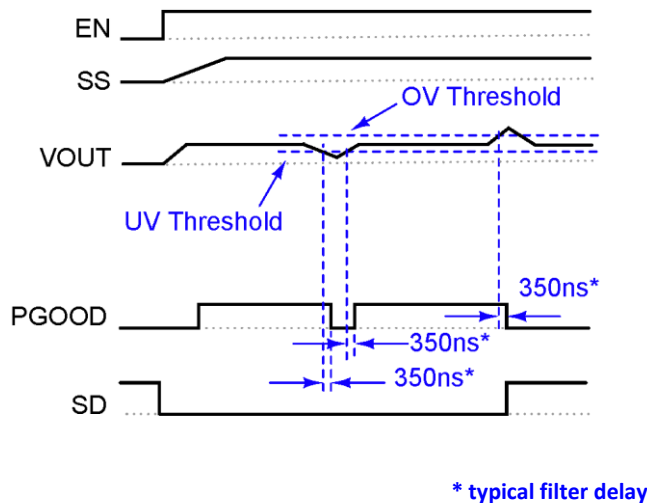 EN
SS
OV Threshold
VOUT
UV Threshold
350ns*
PGOOD
350ns*
350ns*
SD
* typical filter delay